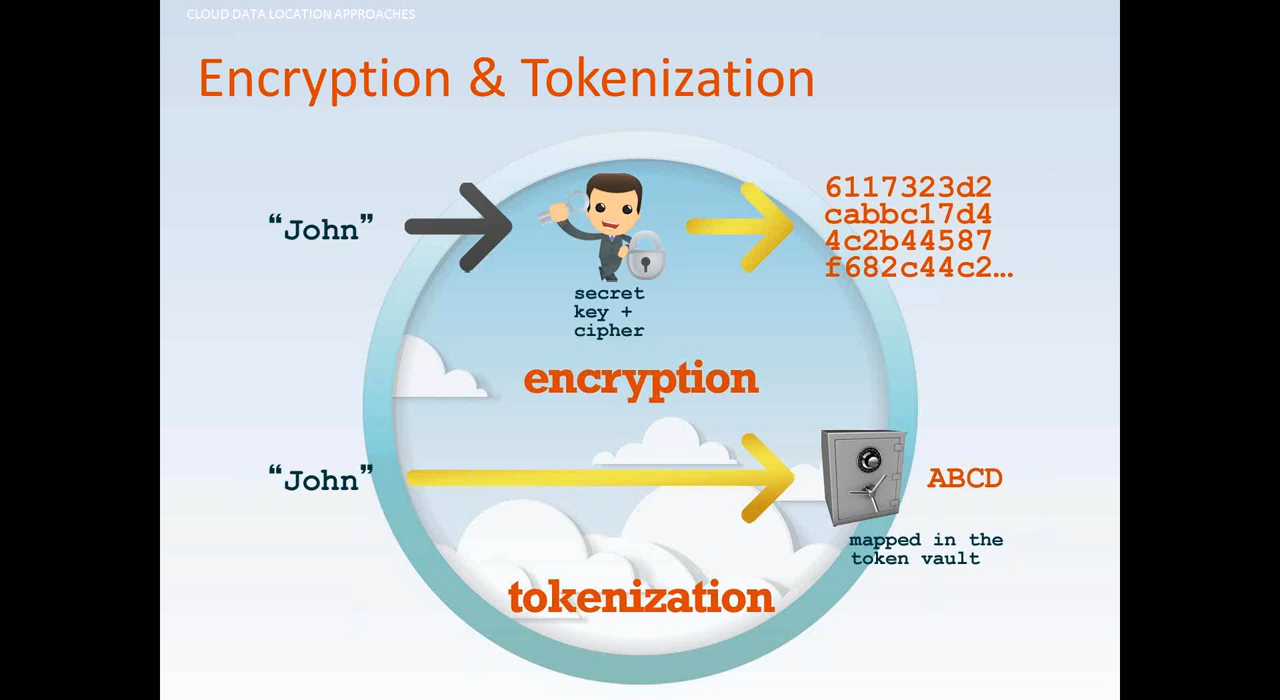 CLOUD DATA LOCATION APPROACHES
Encryption & Tokenization
“John”
secret
key +
cipher
6117323d2
cabbc17d4
4c2b44587
f682c44c2…
encryption
“John”
ABCD
mapped in the
token vault
tokenization